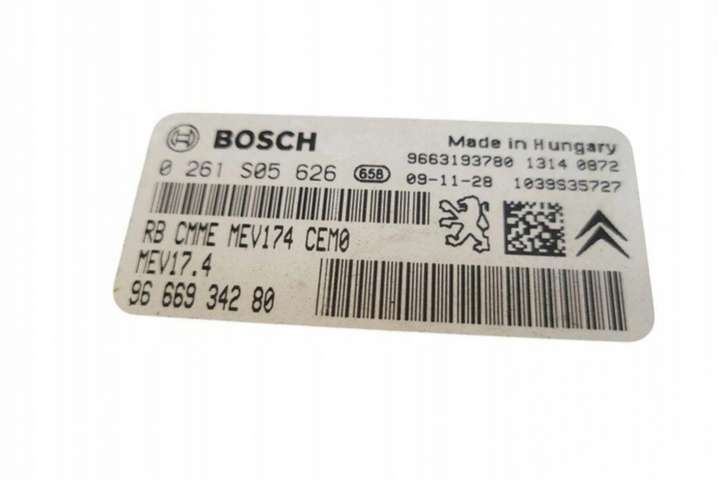 BOSCH
Made in Hungary
0 261 S05 626 658
9663193780 1314 0872
09-11-28 1039S35727
RB CMME MEV174 CEM0
MEV17.4
96 669 342 80